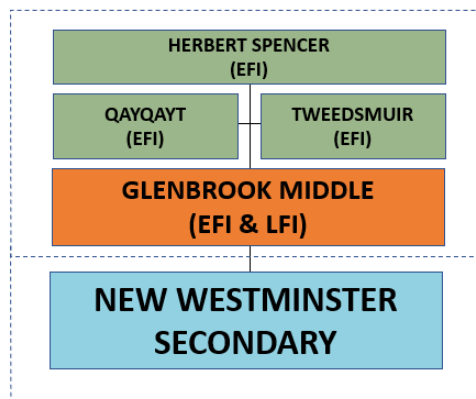 HERBERT SPENCER
(EFI)
QAYQAYT
(EFI)
TWEEDSMUIR
(EFI)
GLENBROOK MIDDLE
(EFI & LFI)
NEW WESTMINSTER
SECONDARY